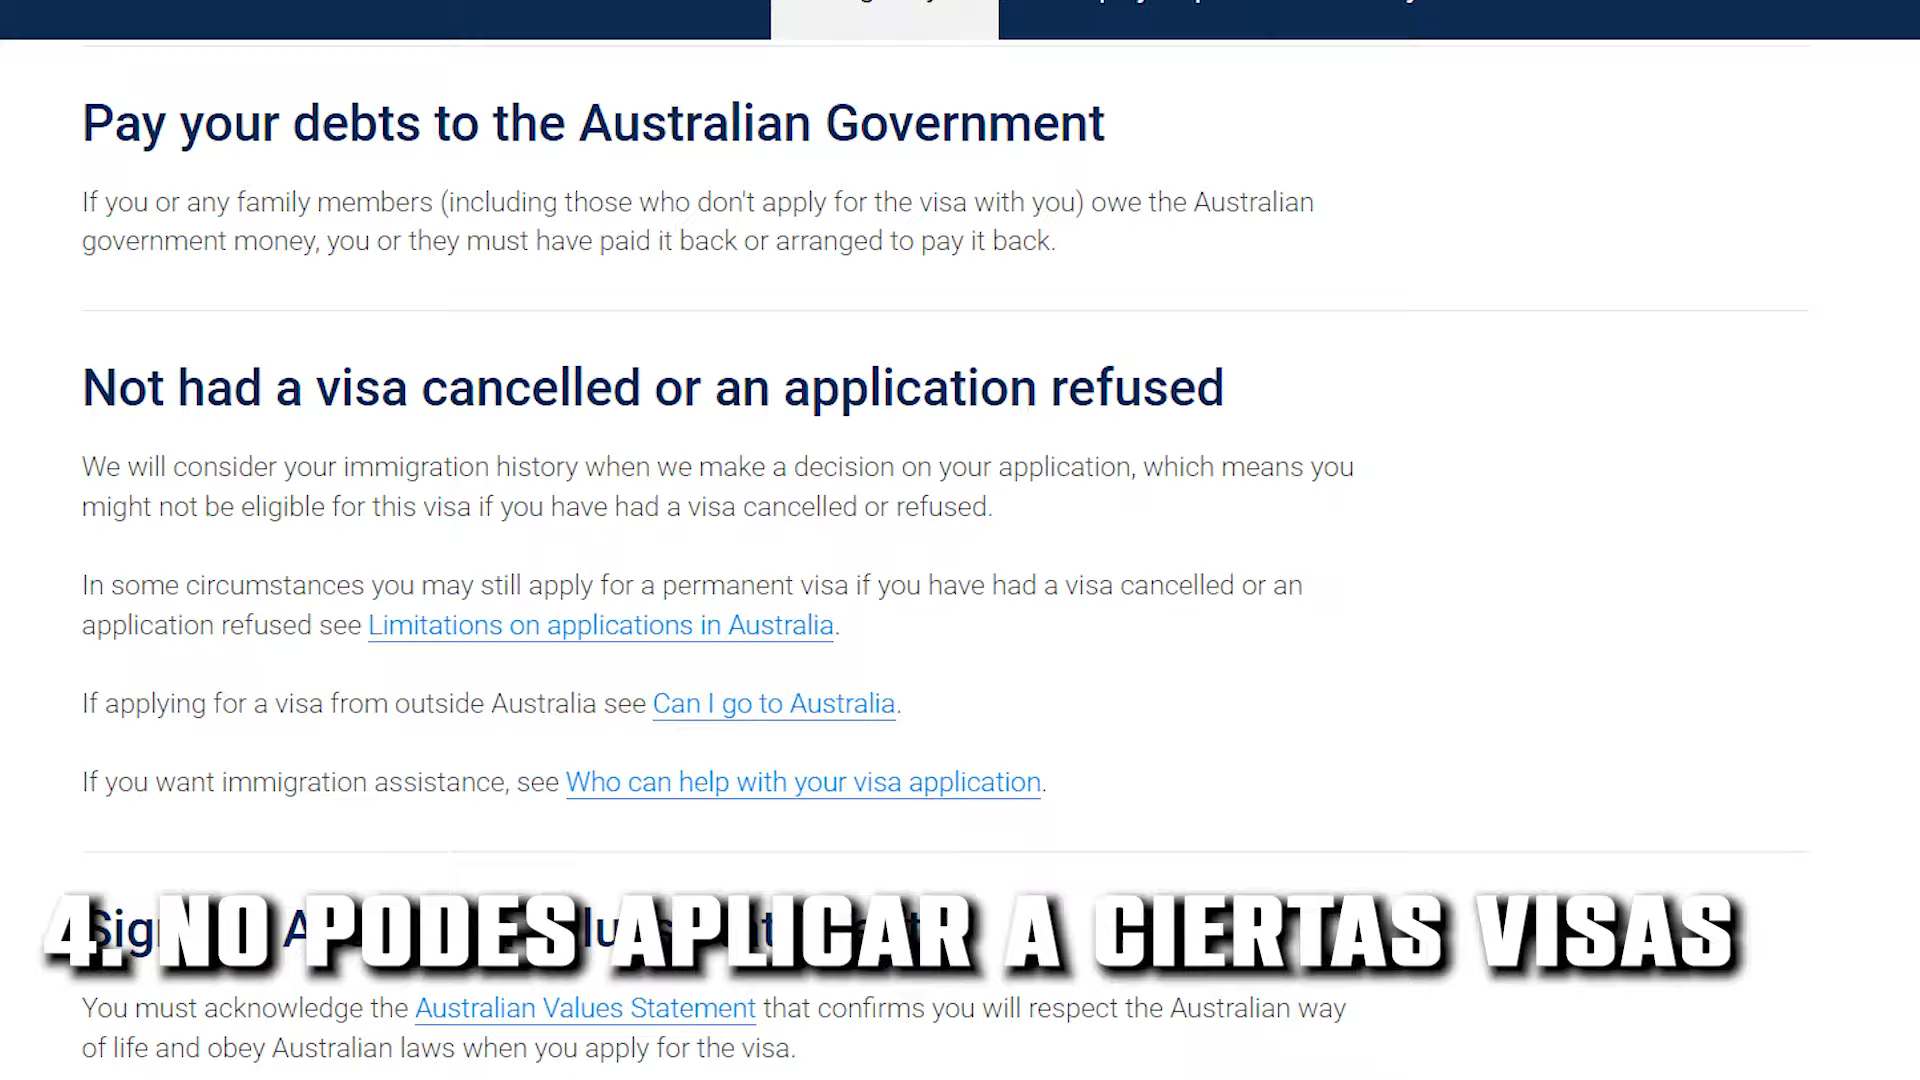 Pay your debts to the Australian Government
If you or any family members (including those who don't apply for the visa with you) owe the Australian
government money, you or they must have paid it back or arranged to pay it back.
Not had a visa cancelled or an application refused
We will consider your immigration history when we make a decision on your application, which means you
might not be eligible for this visa if you have had a visa cancelled or refused.
In some circumstances you may still apply for a permanent visa if you have had a visa cancelled or an
application refused see Limitations on applications in Australia.
If applying for a visa from outside Australia see Can I go to Australia.
If you want immigration assistance, see Who can help with your visa application.
4. NO PODES APLICAR A CIERTAS VISAS
You must acknowledge the Australian Values Statement that confirms you will respect the Australian way
of life and obey Australian laws when you apply for the visa.